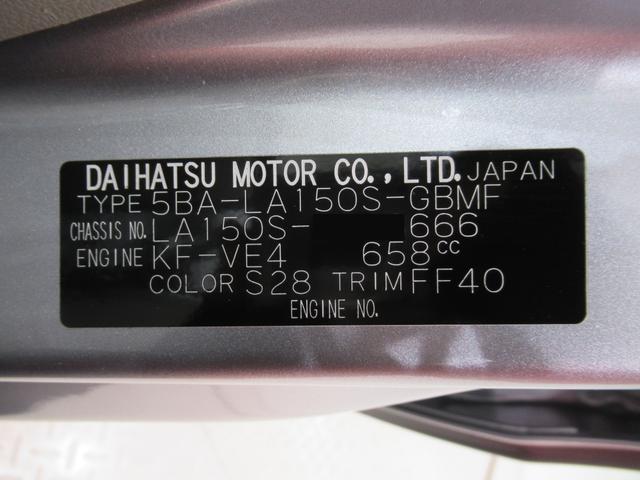 DAIHATSU MOTOR CO.,LTD. JAPAN
TYPE 5BA-LA150S-GBMF
CHASSIS NO. LA150S- 666
ENGINE KF-VE4 658cc
COLOR S28 TRIM FF40
ENGINE NO.